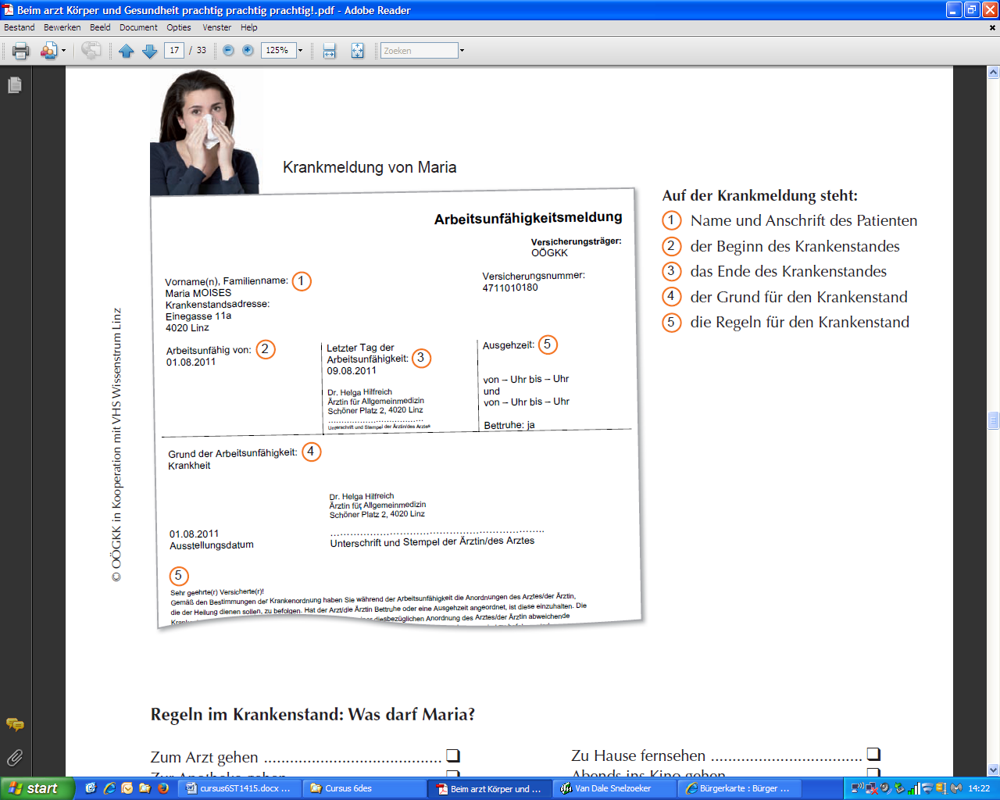 Beim arzt Körper und Gesundheit prachtig prachtig prachtig!.pdf - Adobe Reader
Bestand Bewerken Beeld Document Opties Venster Help
17 / 33 125% Zoeken
Krankmeldung von Maria
Arbeitsunfähigkeitsmeldung
Versicherungsträger:
OÖGKK
Vorname(n), Familienname: 1
Maria MOISES
Krankenstandsadresse:
Einegasse 11a
4020 Linz
Versicherungsnummer:
4711010180
Arbeitsunfähig von: 2
01.08.2011
Letzter Tag der
Arbeitsunfähigkeit: 3
09.08.2011
Dr. Helga Hilfreich
Ärztin für Allgemeinmedizin
Schöner Platz 2, 4020 Linz
Unterschrift und Stempel der Ärztin/des Arztes
Ausgehzeit: 5
von – Uhr bis – Uhr
und
von – Uhr bis – Uhr
Bettruhe: ja
Grund der Arbeitsunfähigkeit: 4
Krankheit
Dr. Helga Hilfreich
Ärztin für Allgemeinmedizin
Schöner Platz 2, 4020 Linz
01.08.2011
Ausstellungsdatum
Unterschrift und Stempel der Ärztin/des Arztes
5
Sehr geehrte(r) Versicherte(r)!
Gemäß den Bestimmungen der Krankenordnung haben Sie während der Arbeitsunfähigkeit die Anordnungen des Arztes/der Ärztin,
die der Heilung dienen sollen, zu befolgen. Hat der Arzt/die Ärztin Bettruhe oder eine Ausgehzeit angeordnet, ist diese einzuhalten. Die
diesbezüglichen Anordnung des Arztes/der Ärztin abweichende
Auf der Krankmeldung steht:
1 Name und Anschrift des Patienten
2 der Beginn des Krankenstandes
3 das Ende des Krankenstandes
4 der Grund für den Krankenstand
5 die Regeln für den Krankenstand
© OÖGKK in Kooperation mit VHS Wissensturm Linz
Regeln im Krankenstand: Was darf Maria?
Zum Arzt gehen ......................................
Zu Hause fernsehen .................................
Zur Apotheke gehen
Abends ins Kino gehen
start cursus6ST1415.docx ... Cursus 6des Beim arzt Körper und ... Van Dale Snelzoeker Bürgerkarte : Bürger ... 14:22